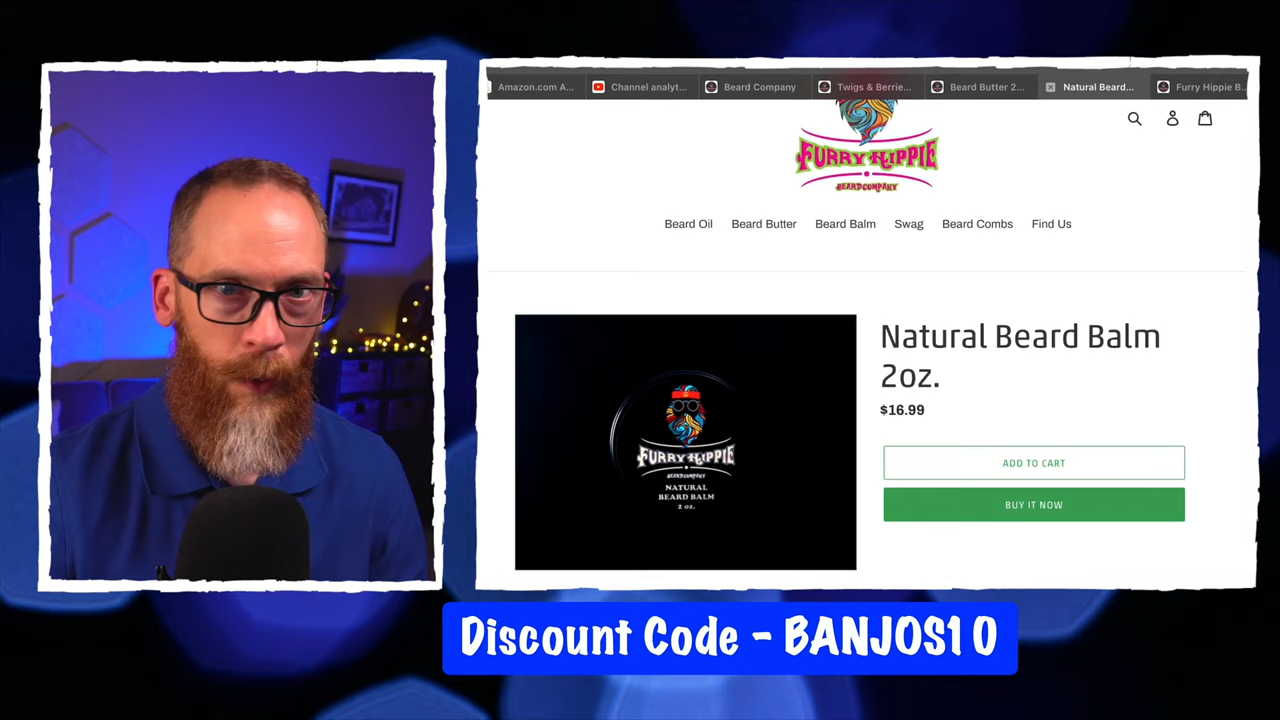 Amazon.com A...
Channel analyt...
Beard Company
Twigs & Berrie...
Beard Butter 2...
Natural Beard...
Furry Hippie B...
FURRY HIPPIE
BEARD COMPANY
Beard Oil
Beard Butter
Beard Balm
Swag
Beard Combs
Find Us
FURRY HIPPIE
BEARD COMPANY
NATURAL
BEARD BALM
2 oz.
Natural Beard Balm
2oz.
$16.99
ADD TO CART
BUY IT NOW
Discount Code - BANJOS10